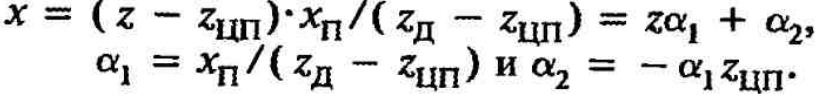 x = ( z − z_ЦП)·x_П/( z_Д − z_ЦП) = zα₁ + α₂,
α₁ = x_П/( z_Д − z_ЦП) и α₂ = − α₁z_ЦП.